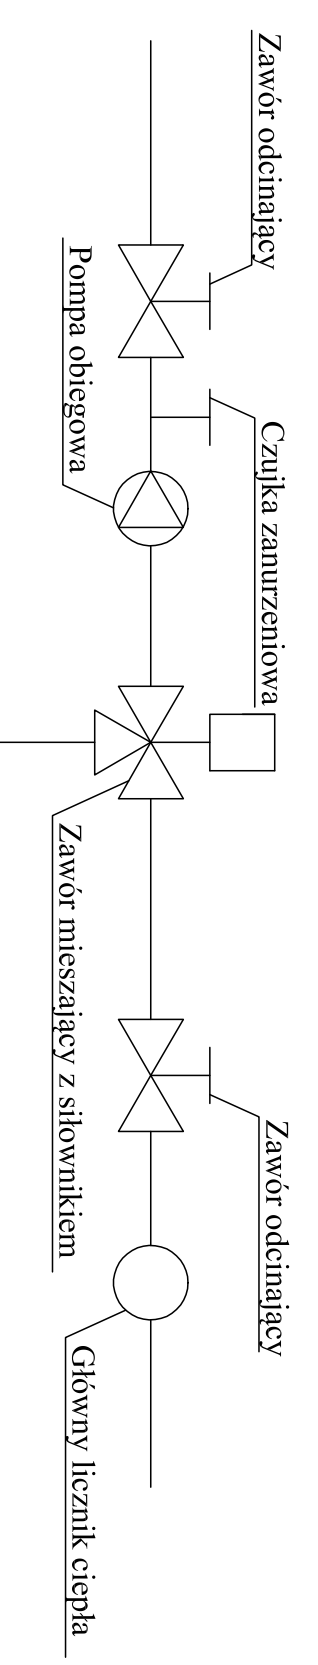 Zawór odcinający
Pompa obiegowa
Czujka zanurzeniowa
Zawór mieszający z siłownikiem
Zawór odcinający
Główny licznik ciepła